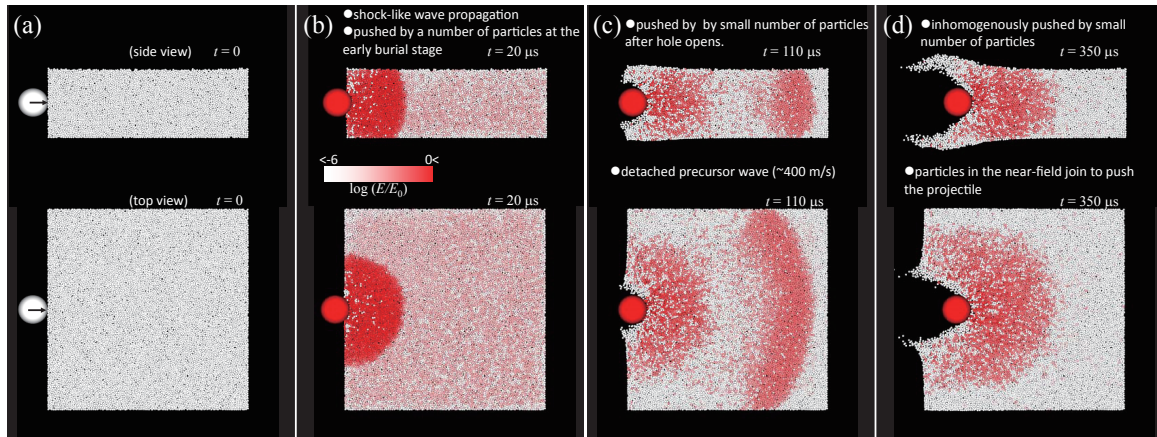 (a)
(side view) t = 0
(top view) t = 0
(b)
●shock-like wave propagation
●pushed by a number of particles at the
early burial stage
t = 20 μs
<-6 0<
log (E/E0)
t = 20 μs
(c)
●pushed by by small number of particles
after hole opens.
t = 110 μs
●detached precursor wave (~400 m/s)
t = 110 μs
(d)
●inhomogenously pushed by small
number of particles
t = 350 μs
●particles in the near-field join to push
the projectile
t = 350 μs